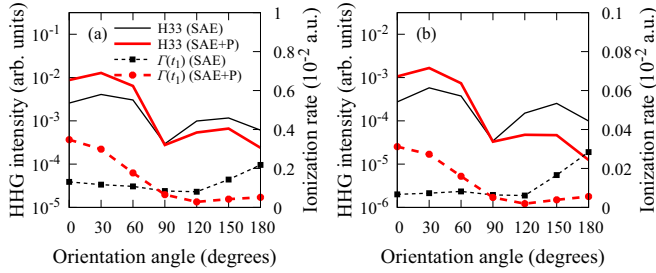 (a)
H33 (SAE)
H33 (SAE+P)
Γ(t₁) (SAE)
Γ(t₁) (SAE+P)
HHG intensity (arb. units)
10⁻¹
10⁻²
10⁻³
10⁻⁴
10⁻⁵
0 30 60 90 120 150 180
Orientation angle (degrees)
1
0.8
0.6
0.4
0.2
0
Ionization rate (10⁻² a.u.)
(b)
HHG intensity (arb. units)
10⁻¹
10⁻²
10⁻³
10⁻⁴
10⁻⁵
10⁻⁶
0 30 60 90 120 150 180
Orientation angle (degrees)
0.1
0.08
0.06
0.04
0.02
0
Ionization rate (10⁻² a.u.)